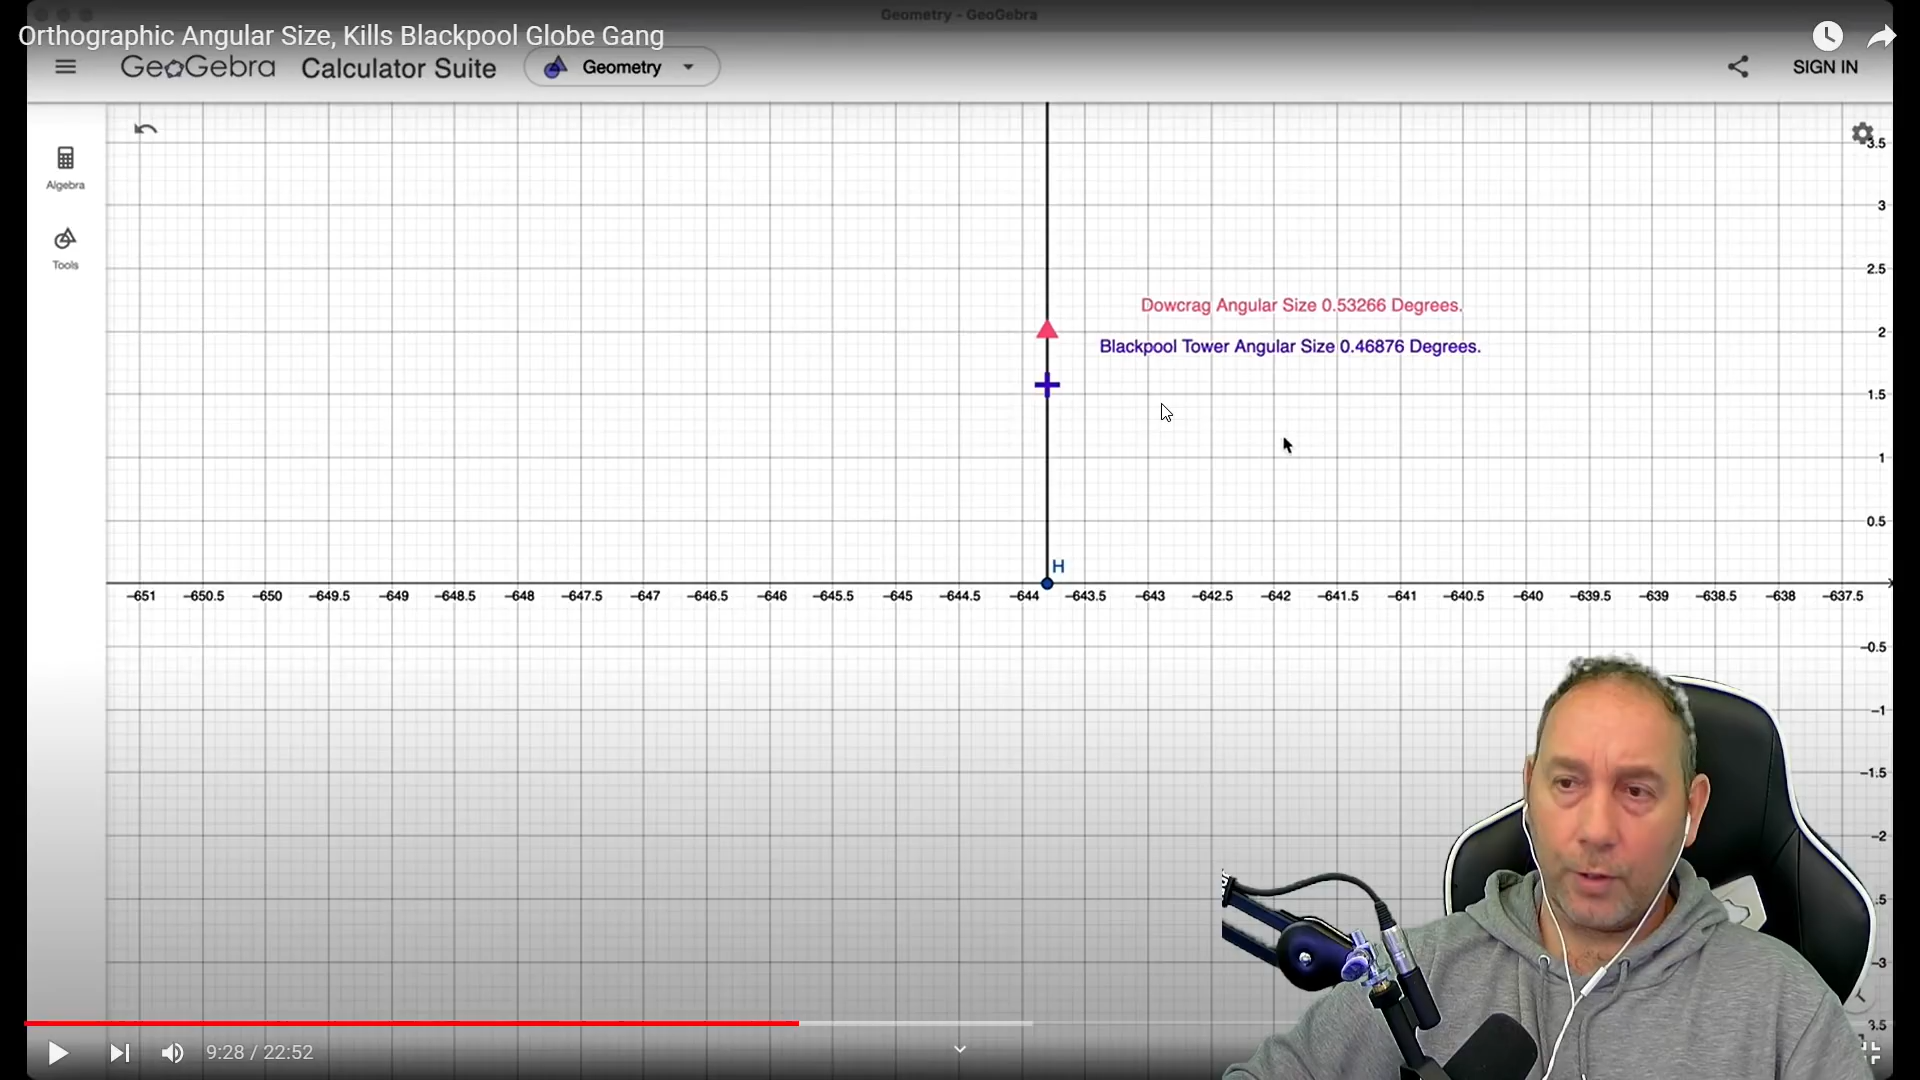 Geometry - GeoGebra
Orthographic Angular Size, Kills Blackpool Globe Gang
GeoGebra Calculator Suite Geometry SIGN IN
Algebra
Tools
3.5
3
2.5
Dowcrag Angular Size 0.53266 Degrees.
2
Blackpool Tower Angular Size 0.46876 Degrees.
1.5
1
0.5
H
–651 –650.5 –650 –649.5 –649 –648.5 –648 –647.5 –647 –646.5 –646 –645.5 –645 –644.5 –644 –643.5 –643 –642.5 –642 –641.5 –641 –640.5 –640 –639.5 –639 –638.5 –638 –637.5
–0.5
–1
–1.5
–2
.5
–3
3.5
9:28 / 22:52